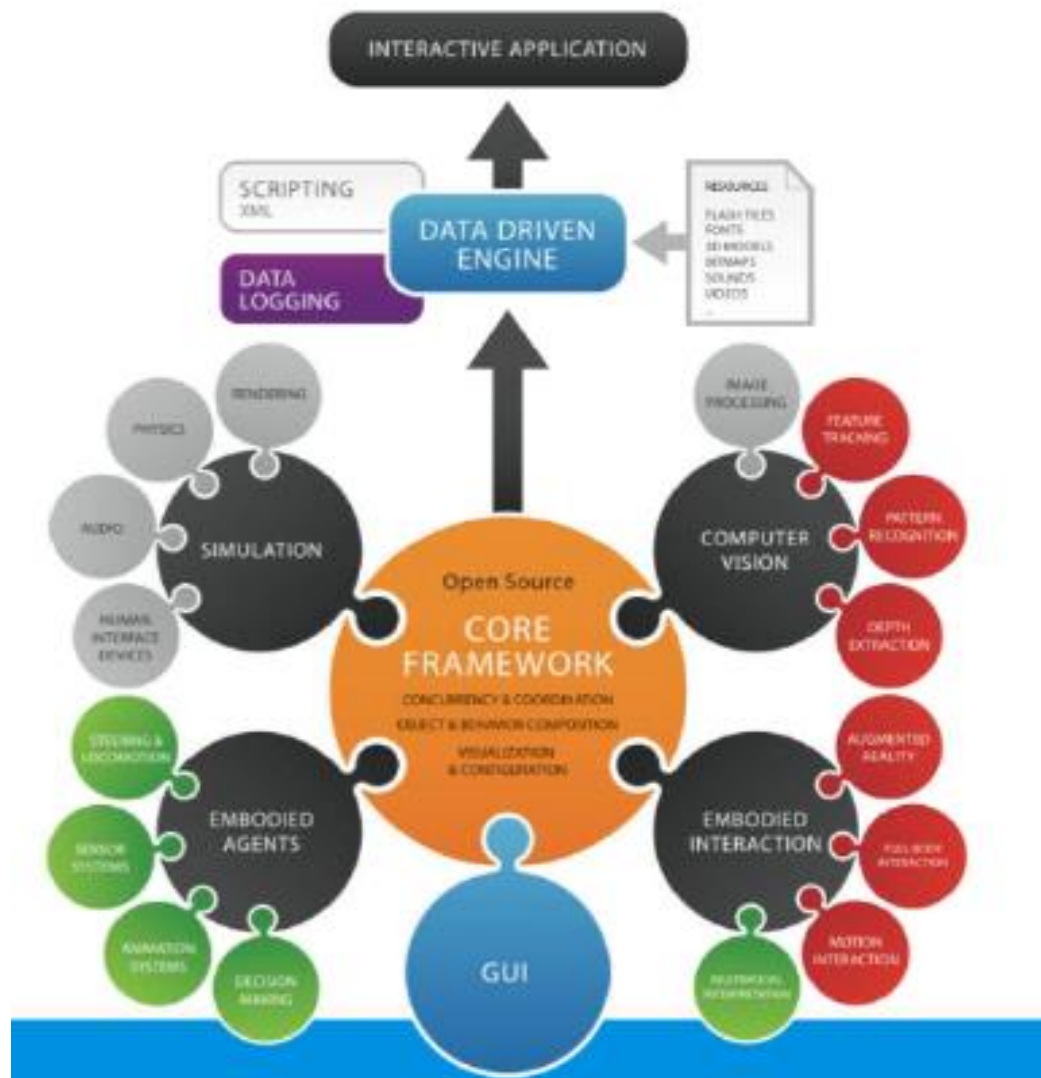 INTERACTIVE APPLICATION
SCRIPTING
XML
DATA DRIVEN
ENGINE
DATA
LOGGING
RESOURCES
FLASH FILES
FONTS
3D MODELS
BITMAPS
SOUNDS
VIDEOS
...
RENDERING
PHYSICS
AUDIO
HUMAN
INTERFACE
DEVICES
SIMULATION
IMAGE
PROCESSING
FEATURE
TRACKING
PATTERN
RECOGNITION
DEPTH
EXTRACTION
COMPUTER
VISION
Open Source
CORE
FRAMEWORK
CONCURRENCY & COORDINATION
OBJECT & BEHAVIOR COMPOSITION
VISUALIZATION
& CONFIGURATION
STEERING &
LOCOMOTION
SENSOR
SYSTEMS
ANIMATION
SYSTEMS
DECISION
MAKING
EMBODIED
AGENTS
AUGMENTED
REALITY
FULL BODY
INTERACTION
MOTION
INTERACTION
EMBODIED
INTERACTION
GUI